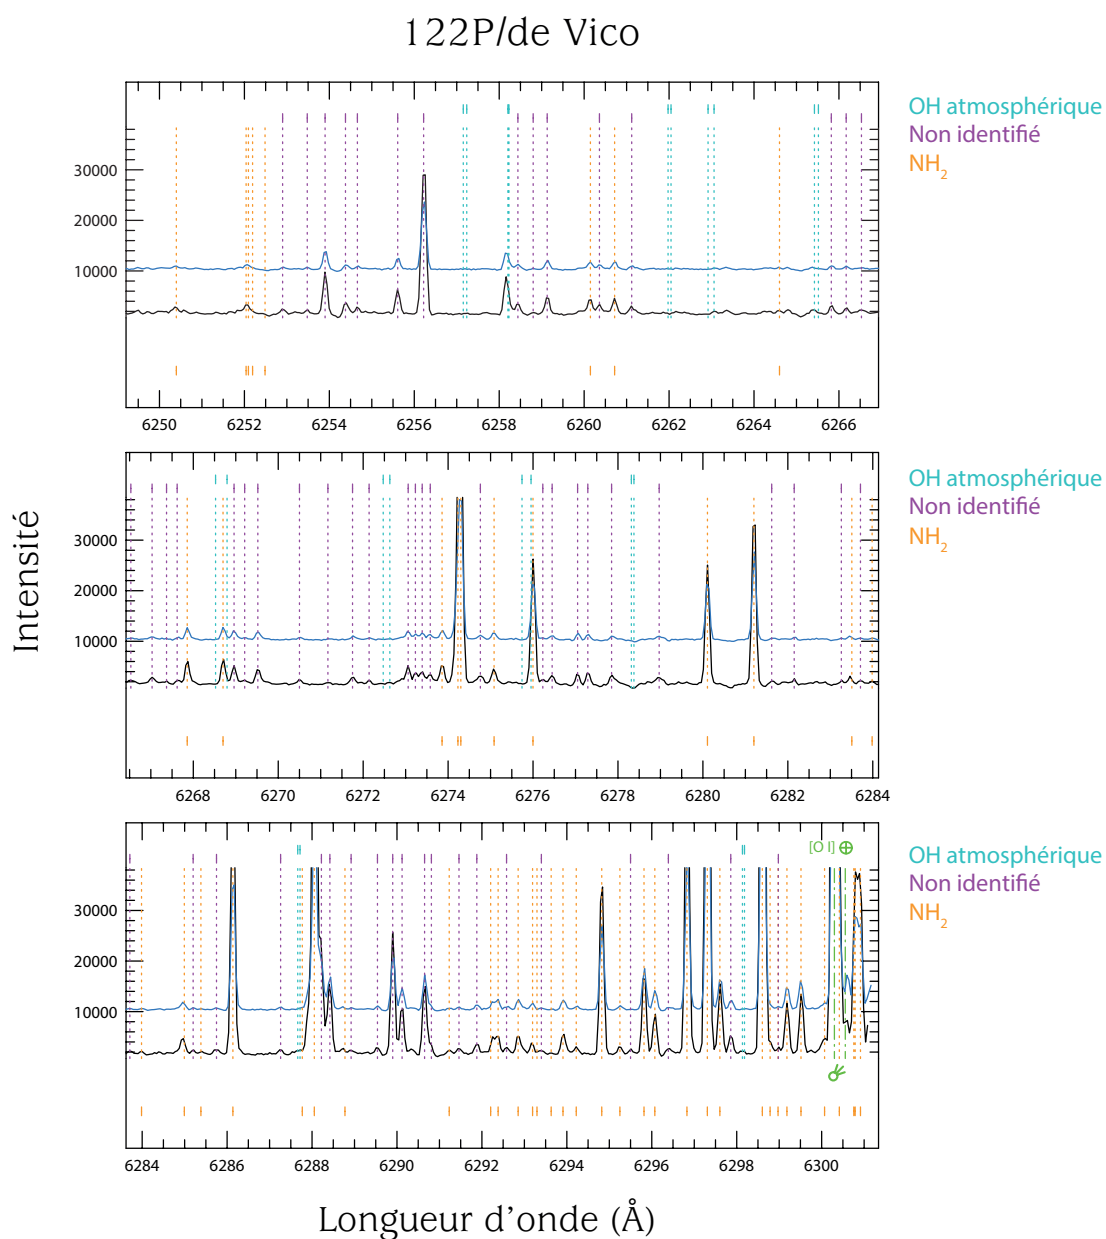 122P/de Vico
OH atmosphérique
Non identifié
NH2
30000
20000
10000
6250 6252 6254 6256 6258 6260 6262 6264 6266
OH atmosphérique
Non identifié
NH2
30000
20000
10000
6268 6270 6272 6274 6276 6278 6280 6282 6284
Intensité
[O I] ⊕
OH atmosphérique
Non identifié
NH2
30000
20000
10000
6284 6286 6288 6290 6292 6294 6296 6298 6300
Longueur d’onde (Å)